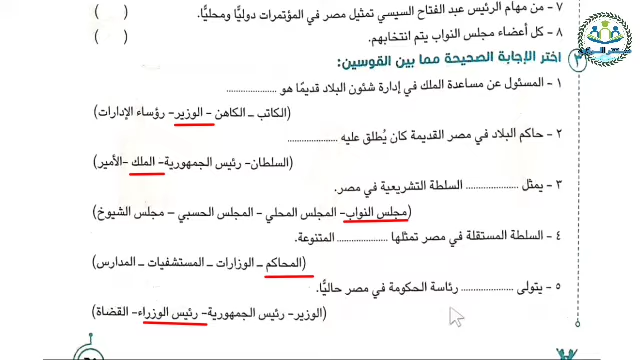 ٧ - من مهام الرئيس عبد الفتاح السيسي تمثيل مصر في المؤتمرات دوليًّا ومحليًّا. ( )
٨ - كل أعضاء مجلس النواب يتم انتخابهم. ( )
٢ اختر الإجابة الصحيحة مما بين القوسين:
١ - المسئول عن مساعدة الملك في إدارة شئون البلاد قديمًا هو ....................
(الكاتب – الكاهن – الوزير – رؤساء الإدارات)
٢ - حاكم البلاد في مصر القديمة كان يُطلق عليه ....................
(السلطان – رئيس الجمهورية – الملك – الأمير)
٣ - يمثل .................... السلطة التشريعية في مصر.
(مجلس النواب – المجلس المحلي – المجلس الحسبي – مجلس الشيوخ)
٤ - السلطة المستقلة في مصر تمثلها .................... المتنوعة.
(المحاكم – الوزارات – المستشفيات – المدارس)
٥ - يتولى .................... رئاسة الحكومة في مصر حاليًّا.
(الوزير – رئيس الجمهورية – رئيس الوزراء – القضاة)